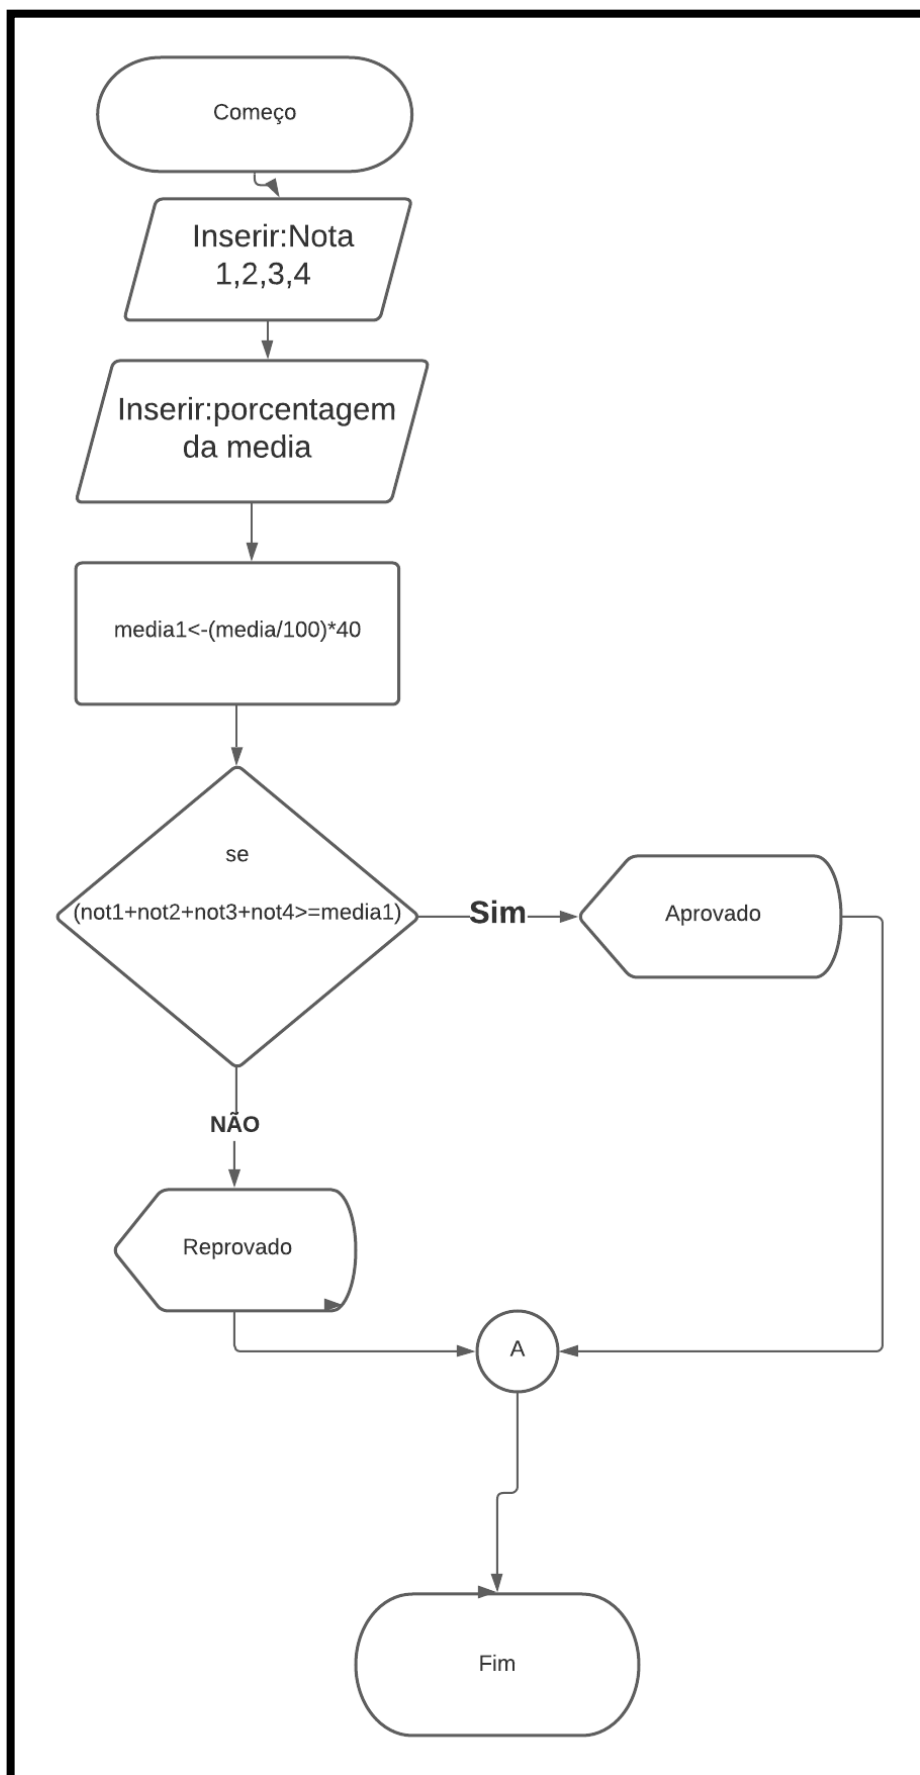 Começo
Inserir:Nota
1,2,3,4
Inserir:porcentagem
da media
media1<-(media/100)*40
se
(not1+not2+not3+not4>=media1)
Sim
Aprovado
NÃO
Reprovado
A
Fim